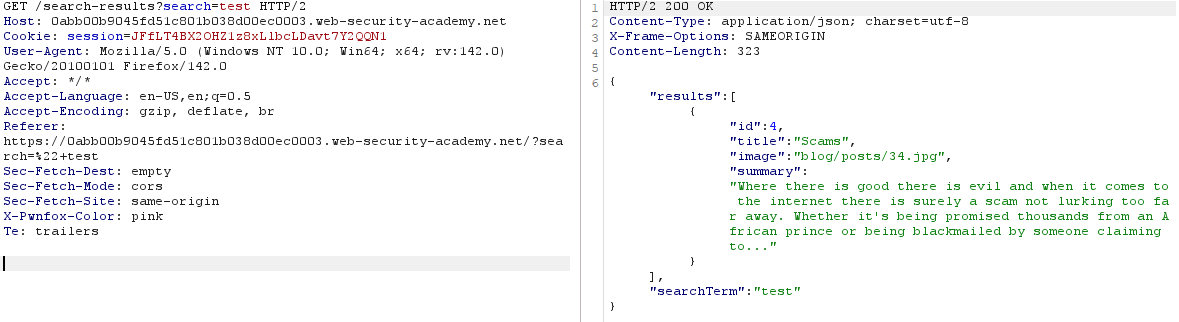 GET /search-results?search=test HTTP/2
Host: 0abb00b9045fd51c801b038d00ec0003.web-security-academy.net
Cookie: session=JFfLT4BX2OHZ1z8xL1bcLDavt7Y2QQN1
User-Agent: Mozilla/5.0 (Windows NT 10.0; Win64; x64; rv:142.0)
Gecko/20100101 Firefox/142.0
Accept: */*
Accept-Language: en-US,en;q=0.5
Accept-Encoding: gzip, deflate, br
Referer:
https://0abb00b9045fd51c801b038d00ec0003.web-security-academy.net/?sea
rch=%22+test
Sec-Fetch-Dest: empty
Sec-Fetch-Mode: cors
Sec-Fetch-Site: same-origin
X-Pwnfox-Color: pink
Te: trailers
1 HTTP/2 200 OK
2 Content-Type: application/json; charset=utf-8
3 X-Frame-Options: SAMEORIGIN
4 Content-Length: 323
5
6 {
"results":[
{
"id":4,
"title":"Scams",
"image":"blog/posts/34.jpg",
"summary":
"Where there is good there is evil and when it comes to
the internet there is surely a scam not lurking too fa
r away. Whether it's being promised thousands from an A
frican prince or being blackmailed by someone claiming
to..."
}
],
"searchTerm":"test"
}